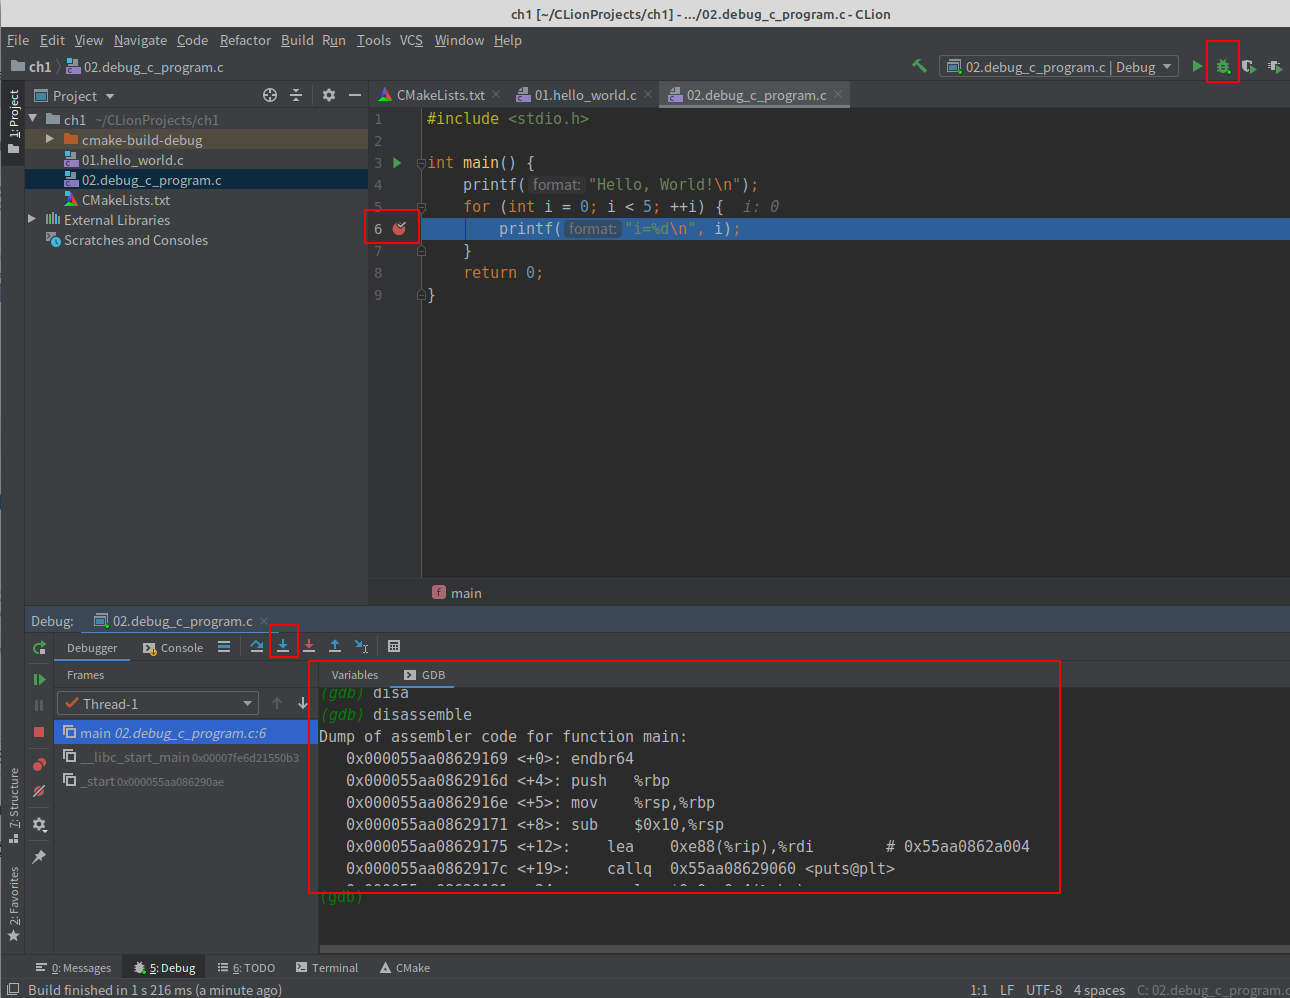 ch1 [~/CLionProjects/ch1] - .../02.debug_c_program.c - CLion
File Edit View Navigate Code Refactor Build Run Tools VCS Window Help
ch1 02.debug_c_program.c
02.debug_c_program.c | Debug
1: Project
Project
CMakeLists.txt 01.hello_world.c 02.debug_c_program.c
ch1 ~/CLionProjects/ch1
cmake-build-debug
01.hello_world.c
02.debug_c_program.c
CMakeLists.txt
External Libraries
Scratches and Consoles
1 #include <stdio.h>
2
3 int main() {
4 printf( format: "Hello, World!\n");
5 for (int i = 0; i < 5; ++i) { i: 0
6 printf( format: "i=%d\n", i);
7 }
8 return 0;
9 }
f main
Debug: 02.debug_c_program.c
Debugger Console
Frames
Thread-1
main 02.debug_c_program.c:6
__libc_start_main 0x00007fe6d21550b3
_start 0x000055aa086290ae
Variables GDB
(gdb) disa
(gdb) disassemble
Dump of assembler code for function main:
0x000055aa08629169 <+0>: endbr64
0x000055aa0862916d <+4>: push %rbp
0x000055aa0862916e <+5>: mov %rsp,%rbp
0x000055aa08629171 <+8>: sub $0x10,%rsp
0x000055aa08629175 <+12>: lea 0xe88(%rip),%rdi # 0x55aa0862a004
0x000055aa0862917c <+19>: callq 0x55aa08629060 <puts@plt>
(gdb)
7: Structure
2: Favorites
0: Messages 5: Debug 6: TODO Terminal CMake
Build finished in 1 s 216 ms (a minute ago)
1:1 LF UTF-8 4 spaces C: 02.debug_c_program.c